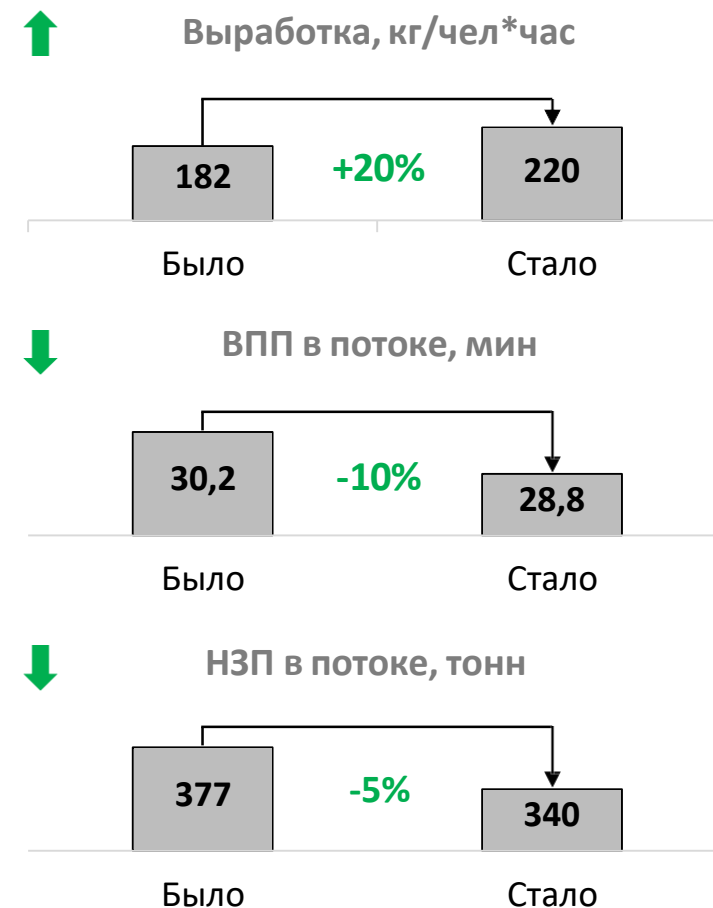 Выработка, кг/чел*час
182 +20% 220
Было Стало
ВПП в потоке, мин
30,2 -10% 28,8
Было Стало
НЗП в потоке, тонн
377 -5% 340
Было Стало